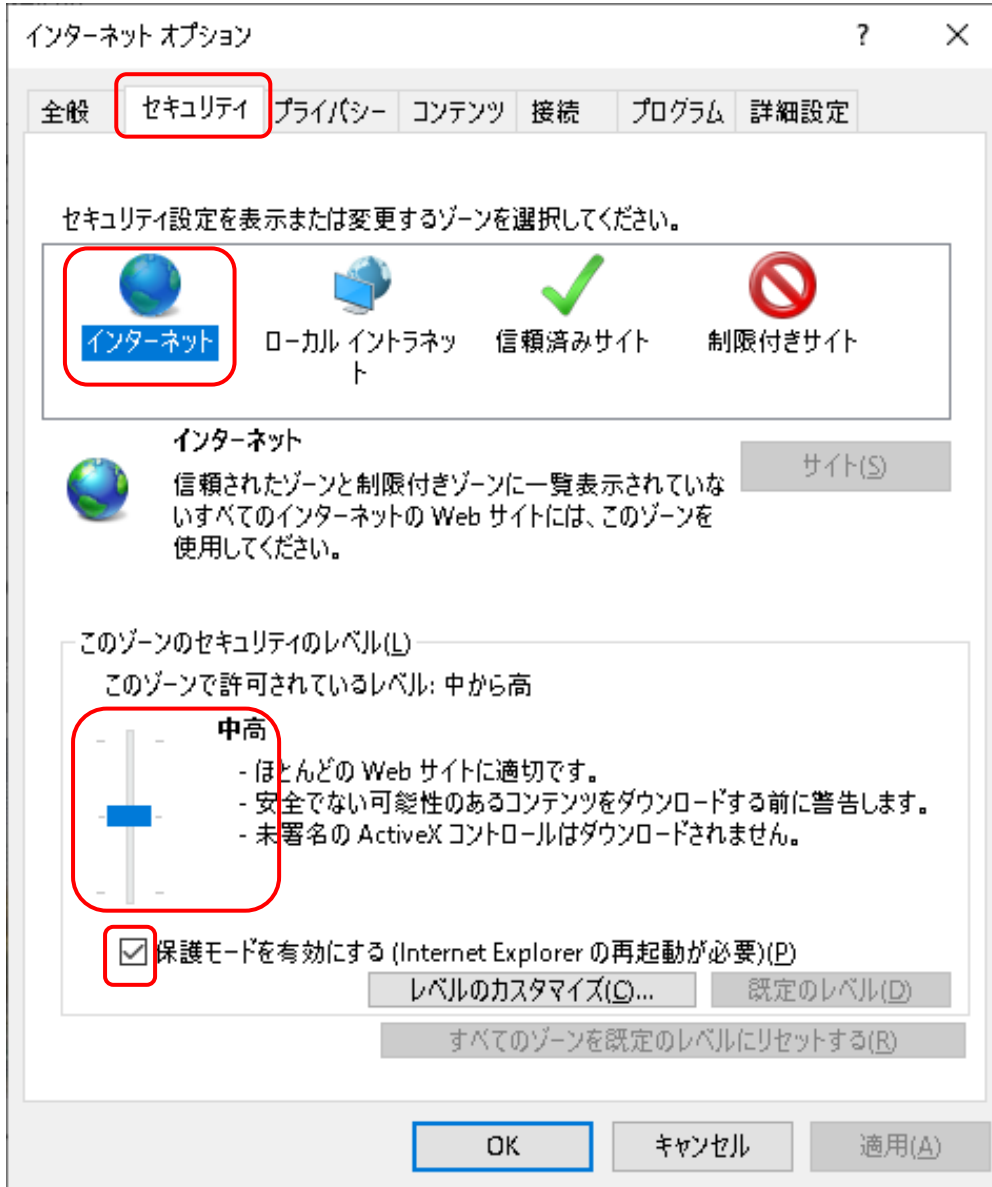 インターネット オプション
?
全般 セキュリティ プライバシー コンテンツ 接続 プログラム 詳細設定
セキュリティ設定を表示または変更するゾーンを選択してください。
インターネット
ローカル イントラネッ
ト
信頼済みサイト
制限付きサイト
インターネット
サイト(S)
信頼されたゾーンと制限付きゾーンに一覧表示されていな
いすべてのインターネットの Web サイトには、このゾーンを
使用してください。
このゾーンのセキュリティのレベル(L)
このゾーンで許可されているレベル: 中から高
中高
- ほとんどの Web サイトに適切です。
- 安全でない可能性のあるコンテンツをダウンロードする前に警告します。
- 未署名の ActiveX コントロールはダウンロードされません。
保護モードを有効にする (Internet Explorer の再起動が必要)(P)
レベルのカスタマイズ(C)... 既定のレベル(D)
すべてのゾーンを既定のレベルにリセットする(R)
OK キャンセル 適用(A)